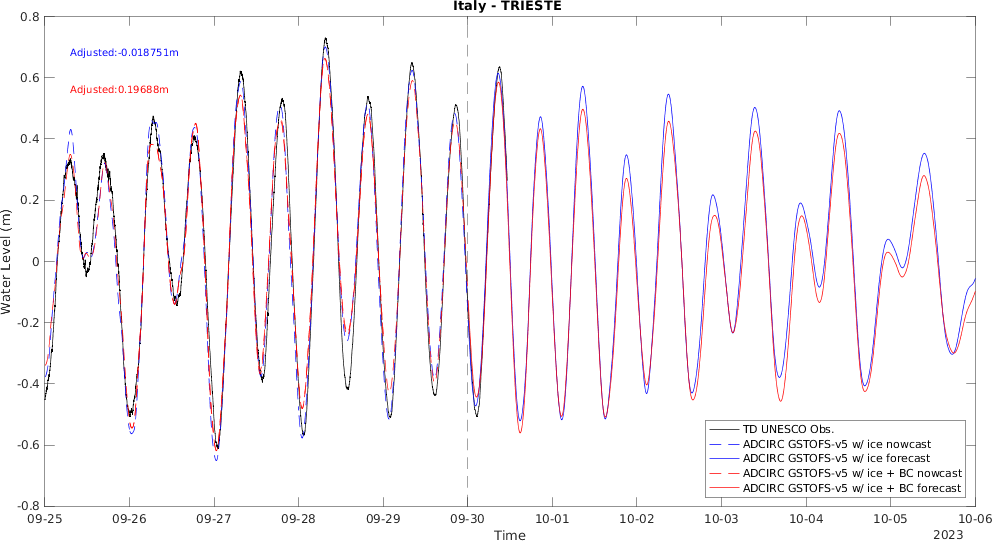 Italy - TRIESTE
Adjusted:-0.018751m
Adjusted:0.19688m
Water Level (m)
0.8
0.6
0.4
0.2
0
-0.2
-0.4
-0.6
-0.8
TD UNESCO Obs.
ADCIRC GSTOFS-v5 w/ ice nowcast
ADCIRC GSTOFS-v5 w/ ice forecast
ADCIRC GSTOFS-v5 w/ ice + BC nowcast
ADCIRC GSTOFS-v5 w/ ice + BC forecast
09-25 09-26 09-27 09-28 09-29 09-30 10-01 10-02 10-03 10-04 10-05 10-06
Time
2023